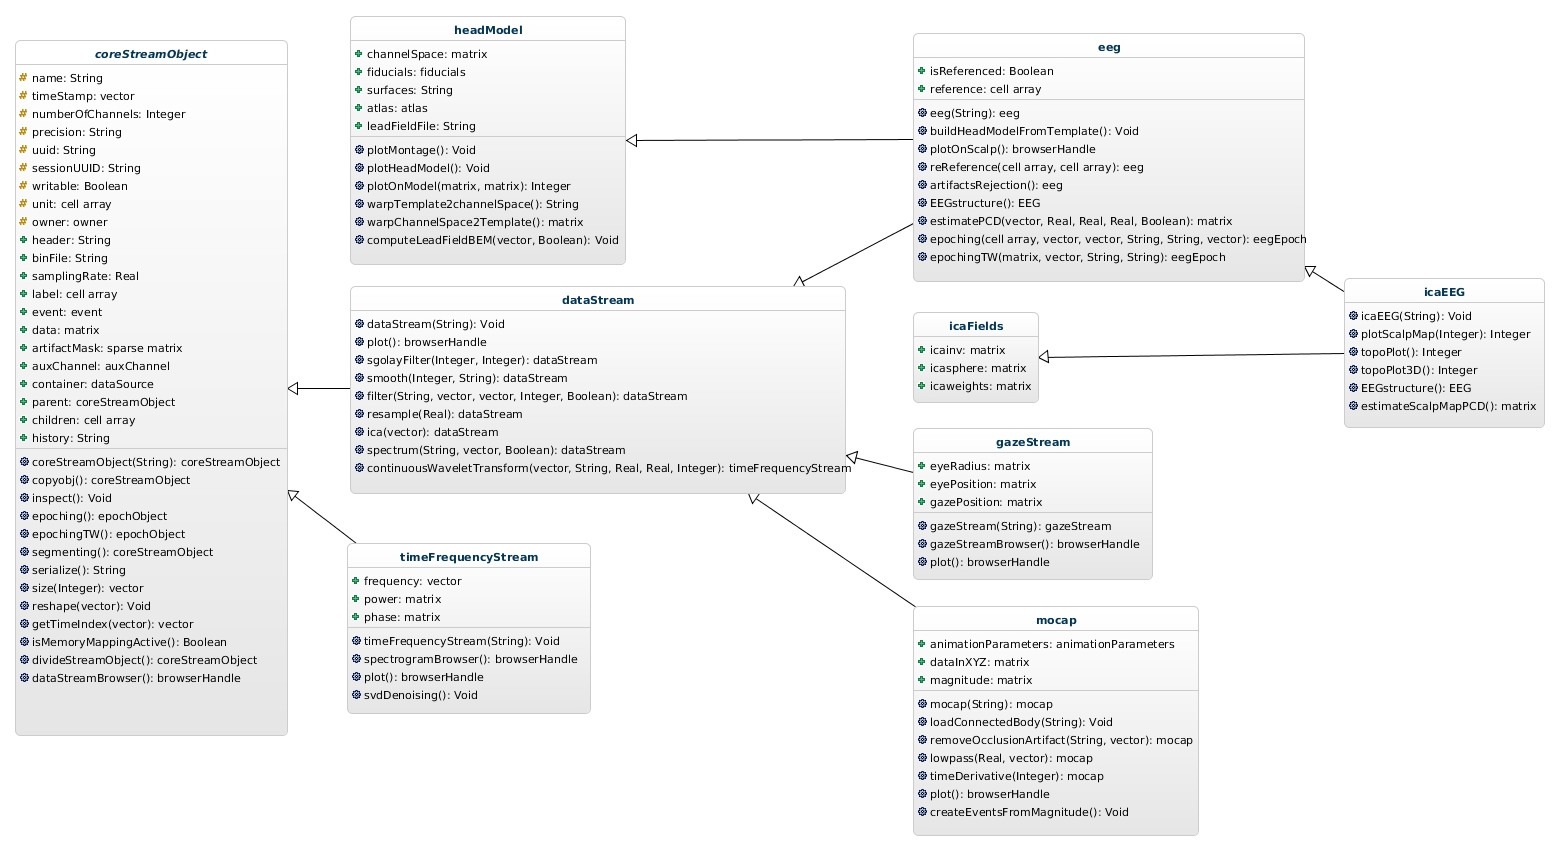 coreStreamObject
# name: String
# timeStamp: vector
# numberOfChannels: Integer
# precision: String
# uuid: String
# sessionUUID: String
# writable: Boolean
# unit: cell array
# owner: owner
header: String
binFile: String
samplingRate: Real
label: cell array
event: event
data: matrix
artifactMask: sparse matrix
auxChannel: auxChannel
container: dataSource
parent: coreStreamObject
children: cell array
history: String
coreStreamObject(String): coreStreamObject
copyobj(): coreStreamObject
inspect(): Void
epoching(): epochObject
epochingTW(): epochObject
segmenting(): coreStreamObject
serialize(): String
size(Integer): vector
reshape(vector): Void
getTimeIndex(vector): vector
isMemoryMappingActive(): Boolean
divideStreamObject(): coreStreamObject
dataStreamBrowser(): browserHandle
headModel
channelSpace: matrix
fiducials: fiducials
surfaces: String
atlas: atlas
leadFieldFile: String
plotMontage(): Void
plotHeadModel(): Void
plotOnModel(matrix, matrix): Integer
warpTemplate2channelSpace(): String
warpChannelSpace2Template(): matrix
computeLeadFieldBEM(vector, Boolean): Void
dataStream
dataStream(String): Void
plot(): browserHandle
sgolayFilter(Integer, Integer): dataStream
smooth(Integer, String): dataStream
filter(String, vector, vector, Integer, Boolean): dataStream
resample(Real): dataStream
ica(vector): dataStream
spectrum(String, vector, Boolean): dataStream
continuousWaveletTransform(vector, String, Real, Real, Integer): timeFrequencyStream
timeFrequencyStream
frequency: vector
power: matrix
phase: matrix
timeFrequencyStream(String): Void
spectrogramBrowser(): browserHandle
plot(): browserHandle
svdDenoising(): Void
eeg
isReferenced: Boolean
reference: cell array
eeg(String): eeg
buildHeadModelFromTemplate(): Void
plotOnScalp(): browserHandle
reReference(cell array, cell array): eeg
artifactsRejection(): eeg
EEGstructure(): EEG
estimatePCD(vector, Real, Real, Real, Boolean): matrix
epoching(cell array, vector, vector, String, String, vector): eegEpoch
epochingTW(matrix, vector, String, String): eegEpoch
icaFields
icainv: matrix
icasphere: matrix
icaweights: matrix
gazeStream
eyeRadius: matrix
eyePosition: matrix
gazePosition: matrix
gazeStream(String): gazeStream
gazeStreamBrowser(): browserHandle
plot(): browserHandle
mocap
animationParameters: animationParameters
dataInXYZ: matrix
magnitude: matrix
mocap(String): mocap
loadConnectedBody(String): Void
removeOcclusionArtifact(String, vector): mocap
lowpass(Real, vector): mocap
timeDerivative(Integer): mocap
plot(): browserHandle
createEventsFromMagnitude(): Void
icaEEG
icaEEG(String): Void
plotScalpMap(Integer): Integer
topoPlot(): Integer
topoPlot3D(): Integer
EEGstructure(): EEG
estimateScalpMapPCD(): matrix